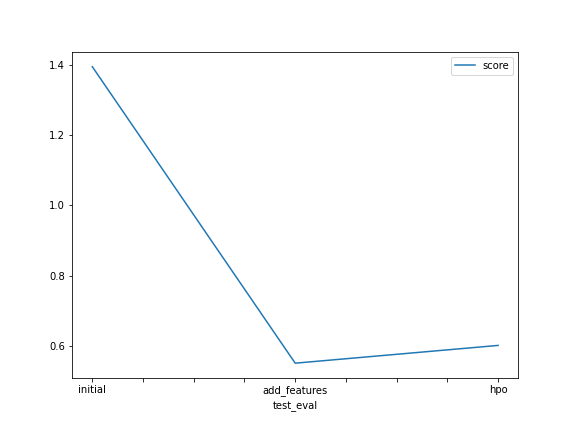 score
1.4
1.2
1.0
0.8
0.6
initial
add_features
hpo
test_eval